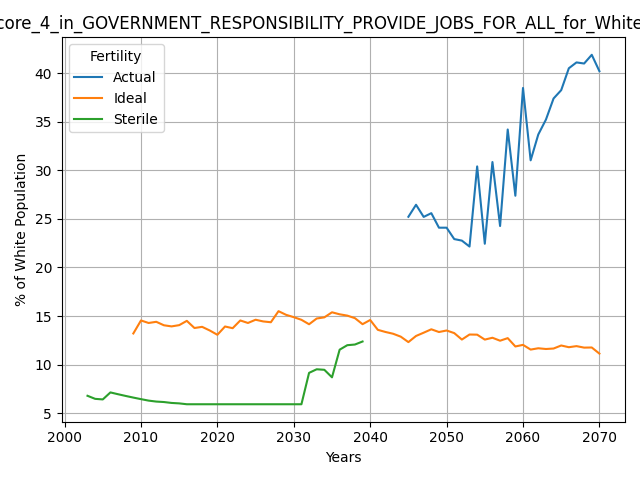 core_4_in_GOVERNMENT_RESPONSIBILITY_PROVIDE_JOBS_FOR_ALL_for_White
Fertility
Actual
Ideal
Sterile
% of White Population
40
35
30
25
20
15
10
5
2000 2010 2020 2030 2040 2050 2060 2070
Years